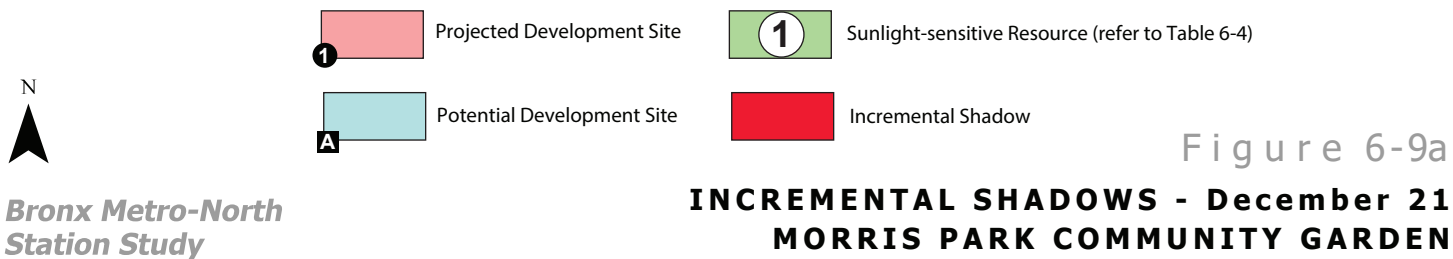 1 Projected Development Site
1 Sunlight-sensitive Resource (refer to Table 6-4)
N
A Potential Development Site
Incremental Shadow
Figure 6-9a
Bronx Metro-North
Station Study
INCREMENTAL SHADOWS - December 21
MORRIS PARK COMMUNITY GARDEN